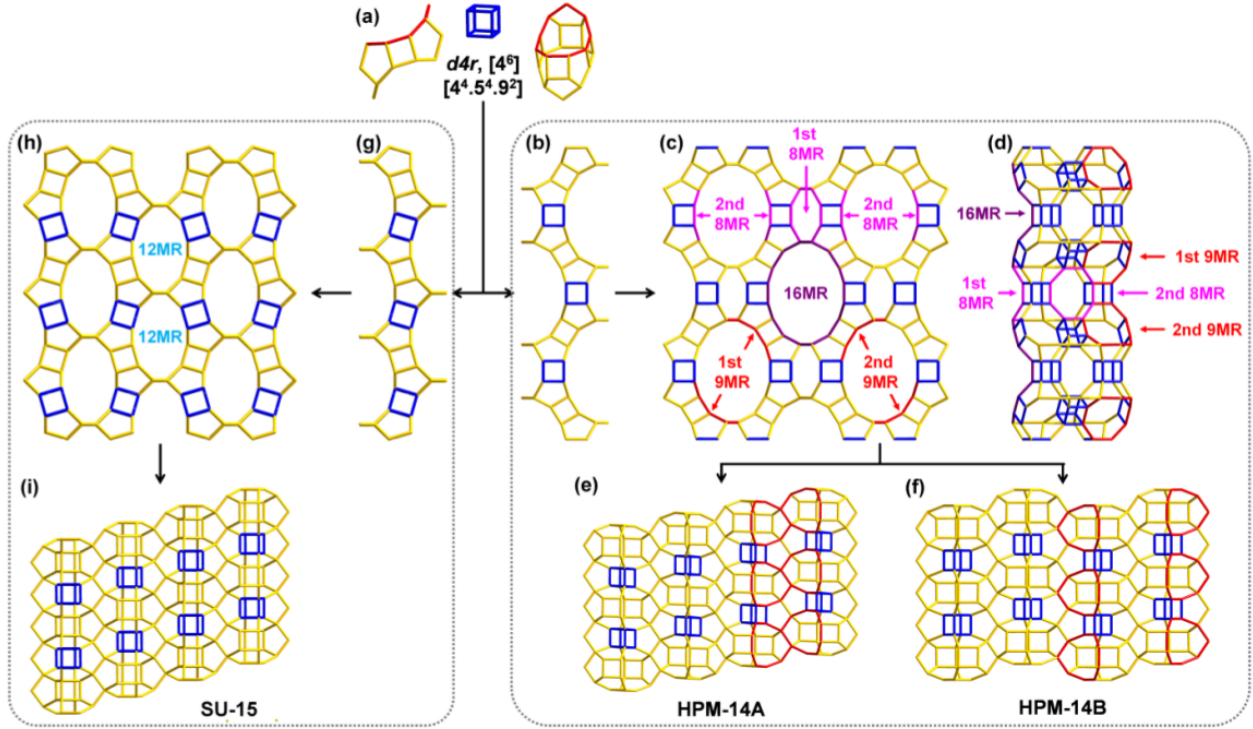 (a)
d4r, [4⁶]
[4⁴.5⁴.9²]
(h)
(g)
(b)
(c)
1st
8MR
(d)
2nd
8MR
2nd
8MR
16MR
12MR
1st 9MR
16MR
1st
8MR
2nd 8MR
12MR
2nd 9MR
1st
9MR
2nd
9MR
(i)
(e)
(f)
SU-15
HPM-14A
HPM-14B